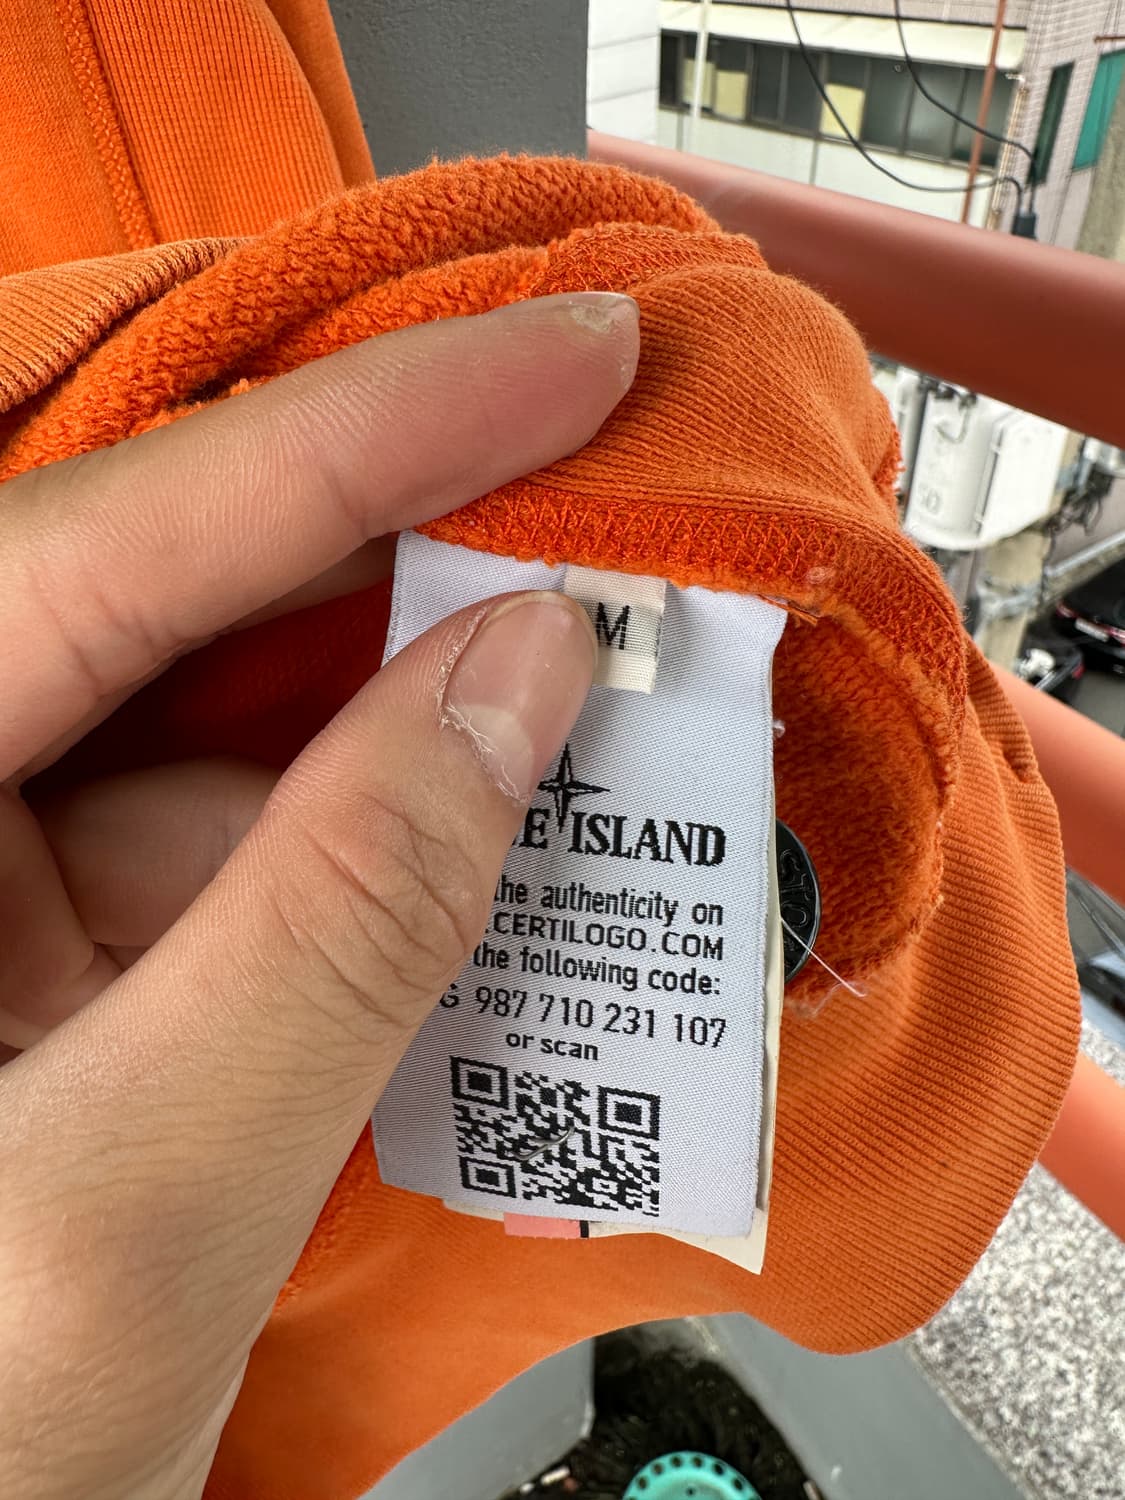 M
ISLAND
the authenticity on
.CERTILOGO.COM
the following code:
G 987 710 231 107
or scan